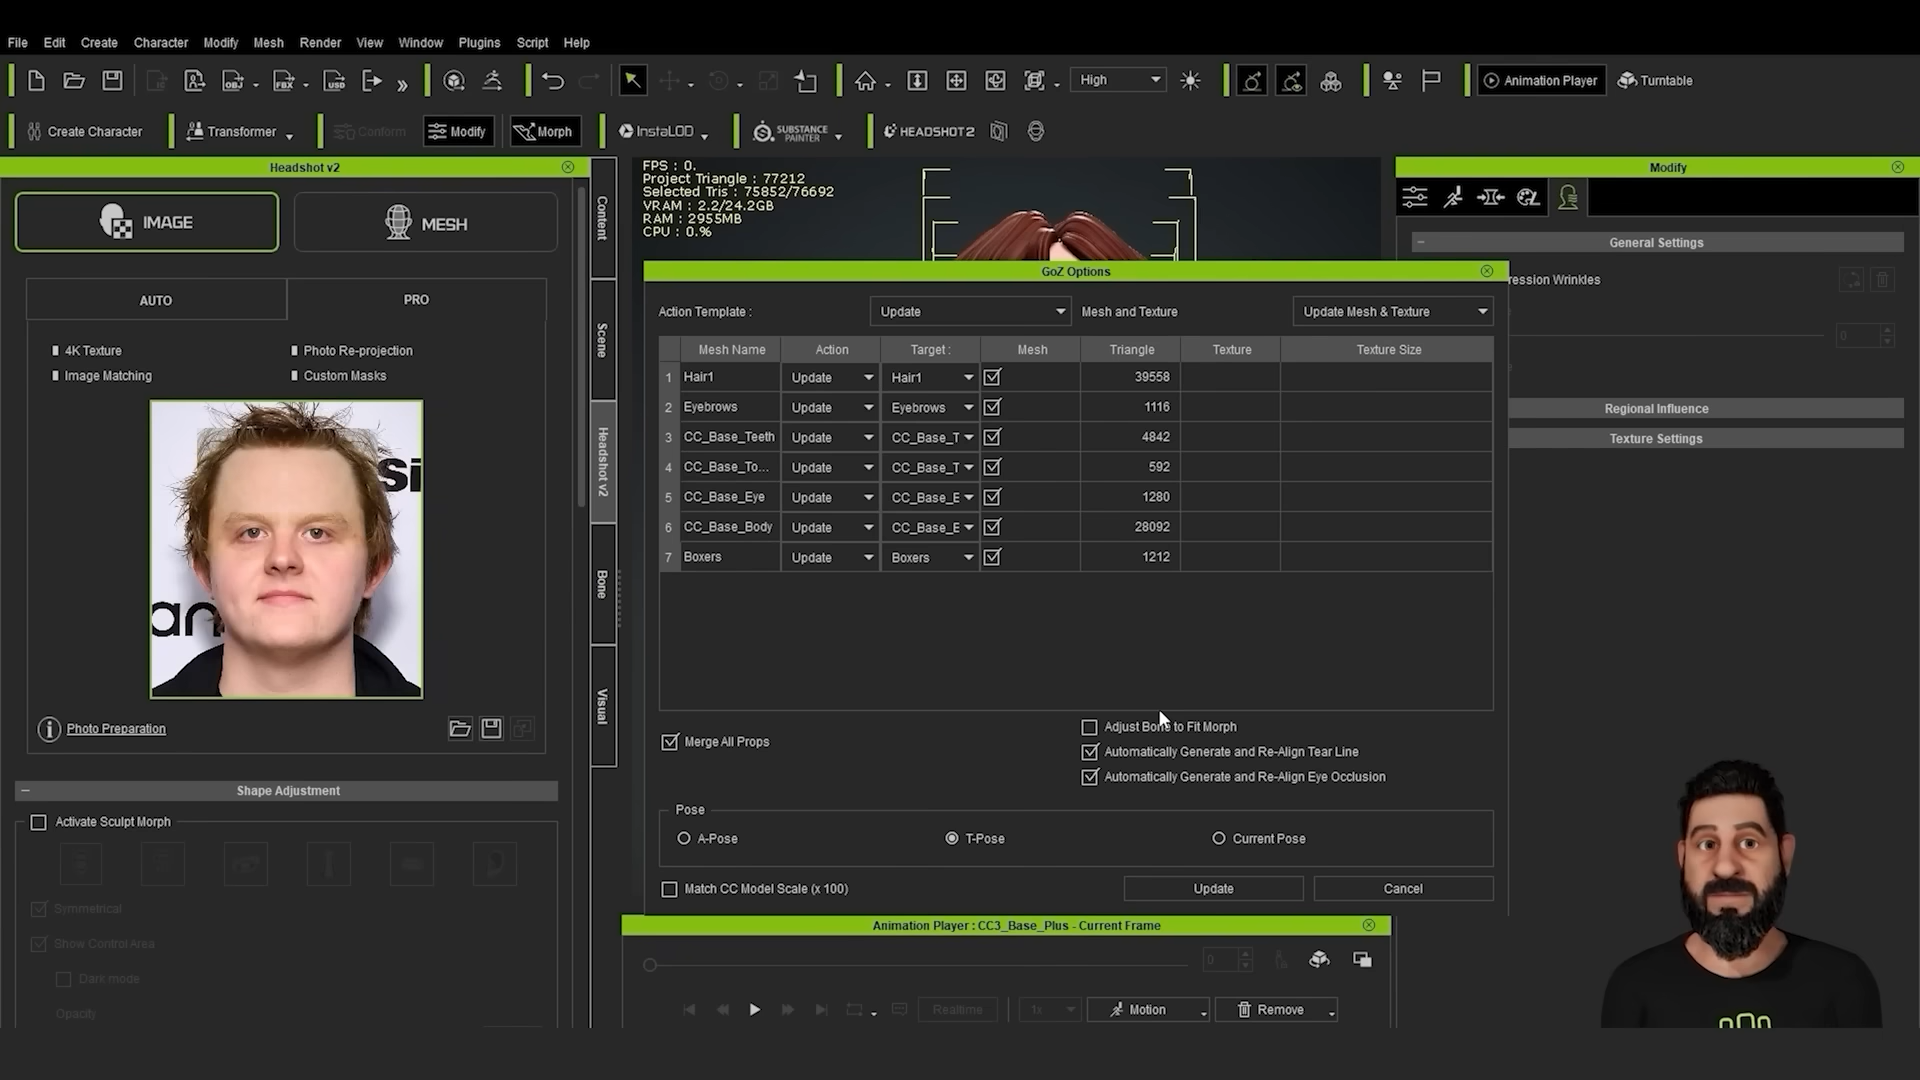 File Edit Create Character Modify Mesh Render View Window Plugins Script Help
High
Animation Player
Turntable
Create Character
Transformer
Conform
Modify
Morph
InstaLOD
SUBSTANCE PAINTER
HEADSHOT 2
Headshot v2
IMAGE
MESH
AUTO
PRO
4K Texture
Photo Re-projection
Image Matching
Custom Masks
si
an
Photo Preparation
Shape Adjustment
Activate Sculpt Morph
Symmetrical
Show Control Area
Dark mode
Opacity
Content
Scene
Headshot v2
Bone
Visual
FPS : 0.
Project Triangle : 77212
Selected Tris : 75852/76692
VRAM : 2.2/24.2GB
RAM : 2955MB
CPU : 0.%
GoZ Options
Action Template : Update Mesh and Texture Update Mesh & Texture
Mesh Name Action Target : Mesh Triangle Texture Texture Size
1 Hair1 Update Hair1 39558
2 Eyebrows Update Eyebrows 1116
3 CC_Base_Teeth Update CC_Base_T 4842
4 CC_Base_To... Update CC_Base_T 592
5 CC_Base_Eye Update CC_Base_E 1280
6 CC_Base_Body Update CC_Base_E 28092
7 Boxers Update Boxers 1212
Merge All Props
Adjust Bone to Fit Morph
Automatically Generate and Re-Align Tear Line
Automatically Generate and Re-Align Eye Occlusion
Pose
A-Pose T-Pose Current Pose
Match CC Model Scale (x 100)
Update Cancel
Animation Player : CC3_Base_Plus - Current Frame
0
Realtime 1x Motion Remove
Modify
General Settings
ression Wrinkles
0
Regional Influence
Texture Settings